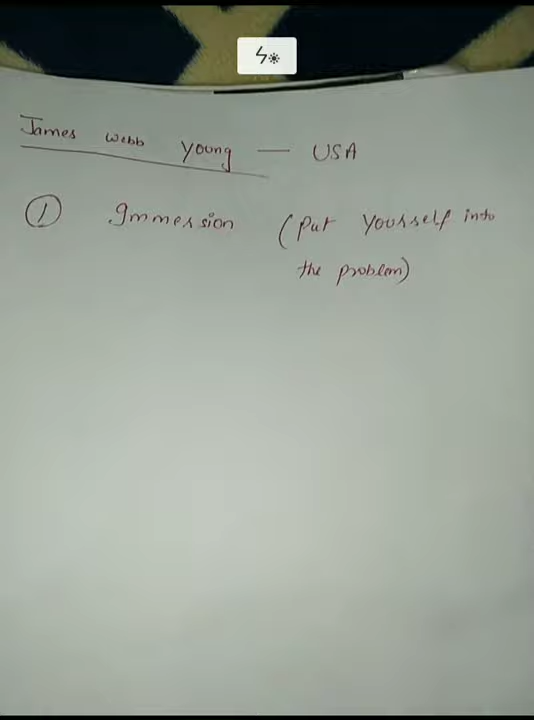 James Webb Young — USA
① Immersion (Put Yourself into
the problem)